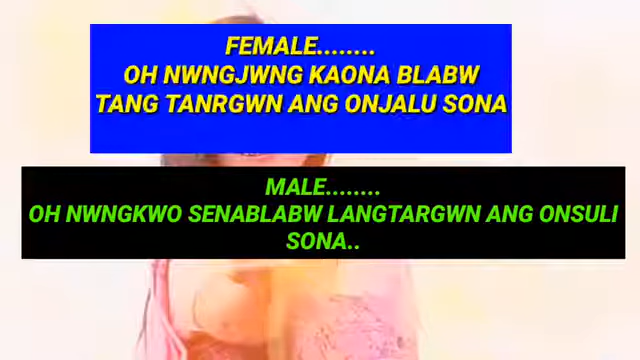 FEMALE........
OH NWNGJWNG KAONA BLABW
TANG TANRGWN ANG ONJALU SONA
MALE........
OH NWNGKWO SENABLABW LANGTARGWN ANG ONSULI
SONA..